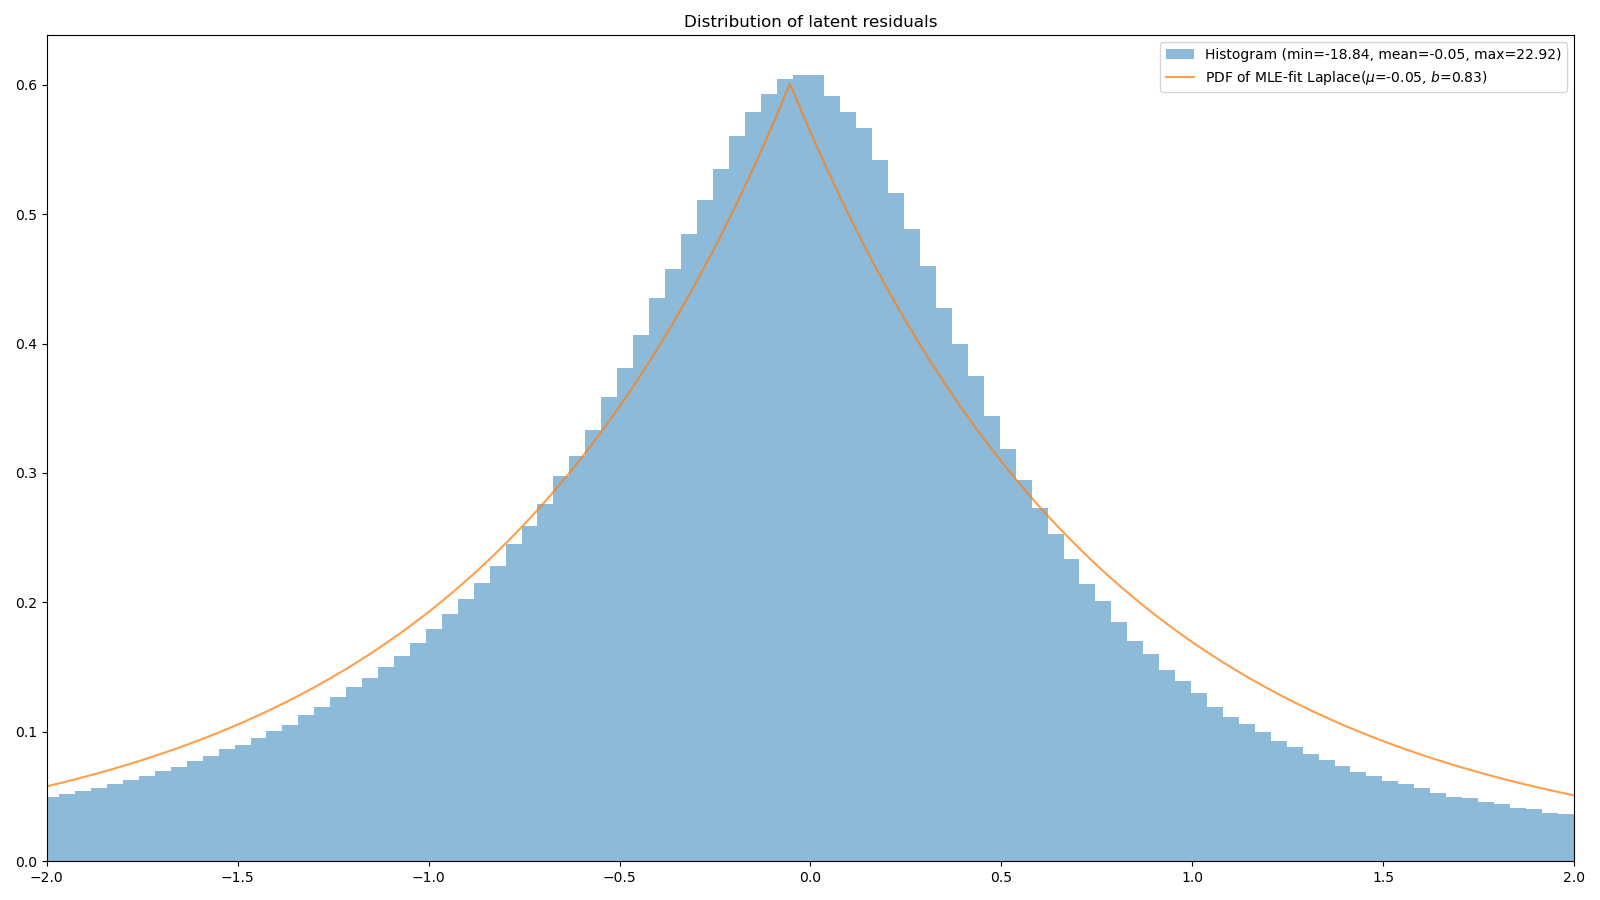 Distribution of latent residuals
Histogram (min=-18.84, mean=-0.05, max=22.92)
PDF of MLE-fit Laplace(μ=-0.05, b=0.83)
0.6
0.5
0.4
0.3
0.2
0.1
0.0
−2.0 −1.5 −1.0 −0.5 0.0 0.5 1.0 1.5 2.0